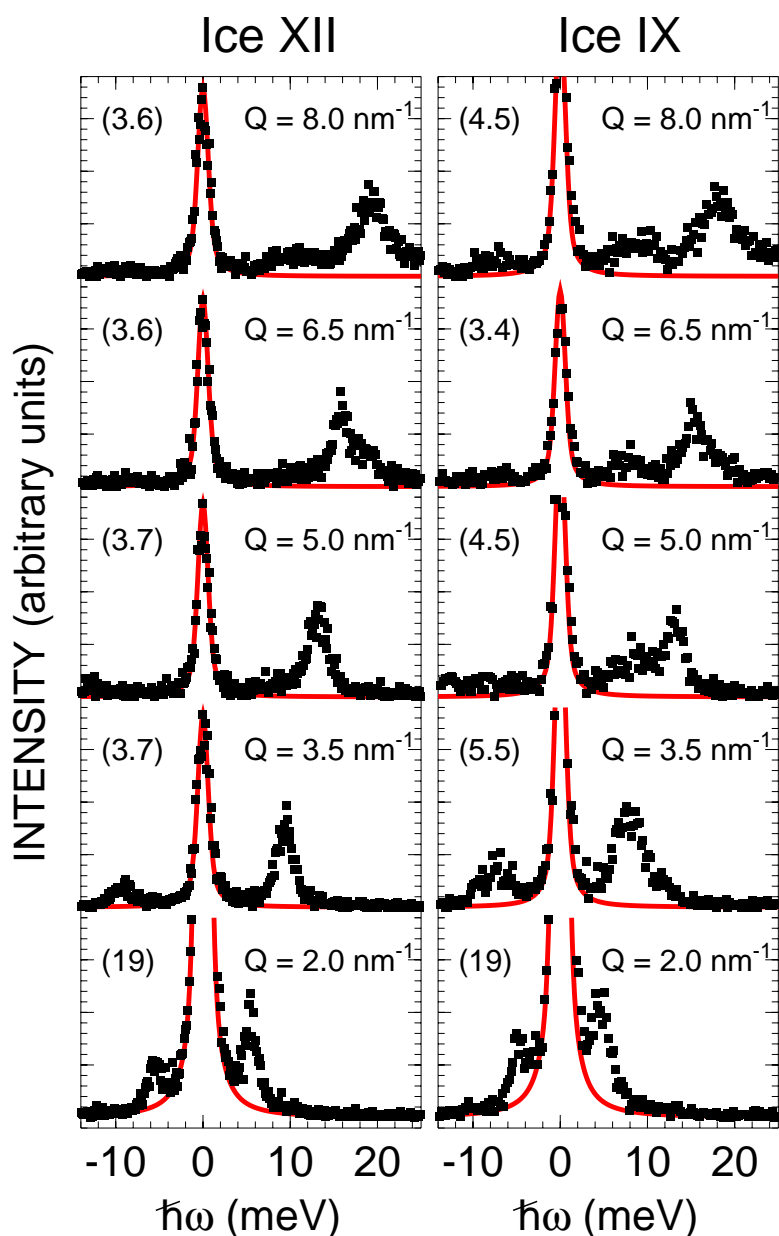 Ice XII Ice IX
(3.6) Q = 8.0 nm⁻¹ (4.5) Q = 8.0 nm⁻¹
(3.6) Q = 6.5 nm⁻¹ (3.4) Q = 6.5 nm⁻¹
(3.7) Q = 5.0 nm⁻¹ (4.5) Q = 5.0 nm⁻¹
(3.7) Q = 3.5 nm⁻¹ (5.5) Q = 3.5 nm⁻¹
(19) Q = 2.0 nm⁻¹ (19) Q = 2.0 nm⁻¹
INTENSITY (arbitrary units)
-10 0 10 20 -10 0 10 20
ħω (meV) ħω (meV)